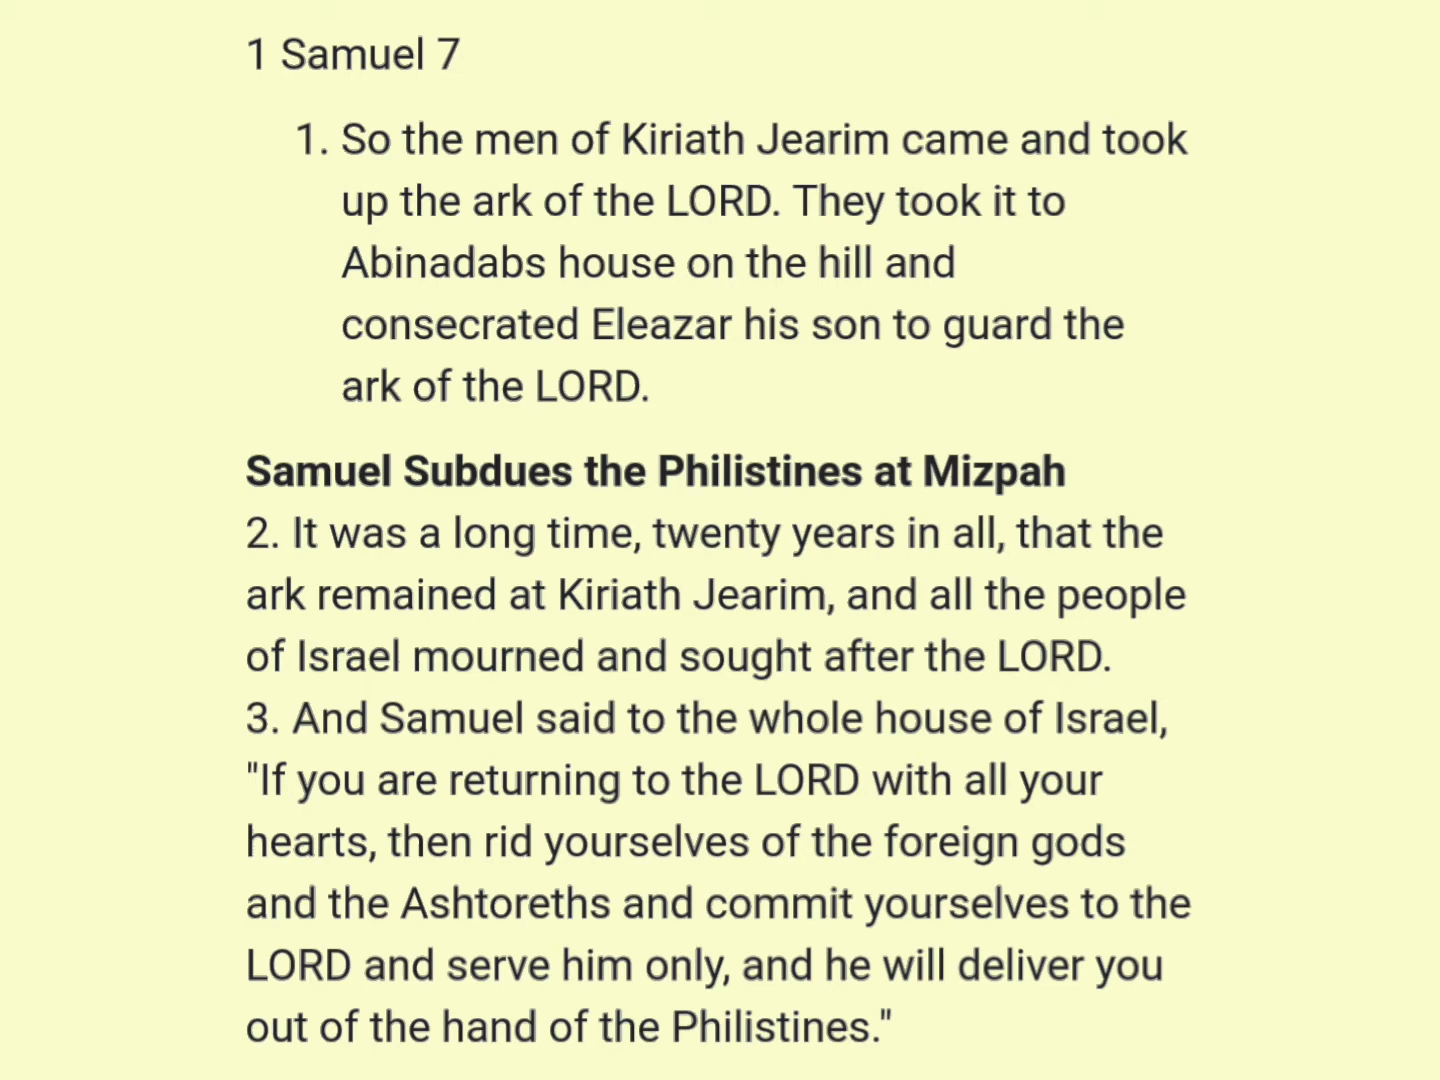 1 Samuel 7
1. So the men of Kiriath Jearim came and took
up the ark of the LORD. They took it to
Abinadabs house on the hill and
consecrated Eleazar his son to guard the
ark of the LORD.
Samuel Subdues the Philistines at Mizpah
2. It was a long time, twenty years in all, that the
ark remained at Kiriath Jearim, and all the people
of Israel mourned and sought after the LORD.
3. And Samuel said to the whole house of Israel,
"If you are returning to the LORD with all your
hearts, then rid yourselves of the foreign gods
and the Ashtoreths and commit yourselves to the
LORD and serve him only, and he will deliver you
out of the hand of the Philistines."